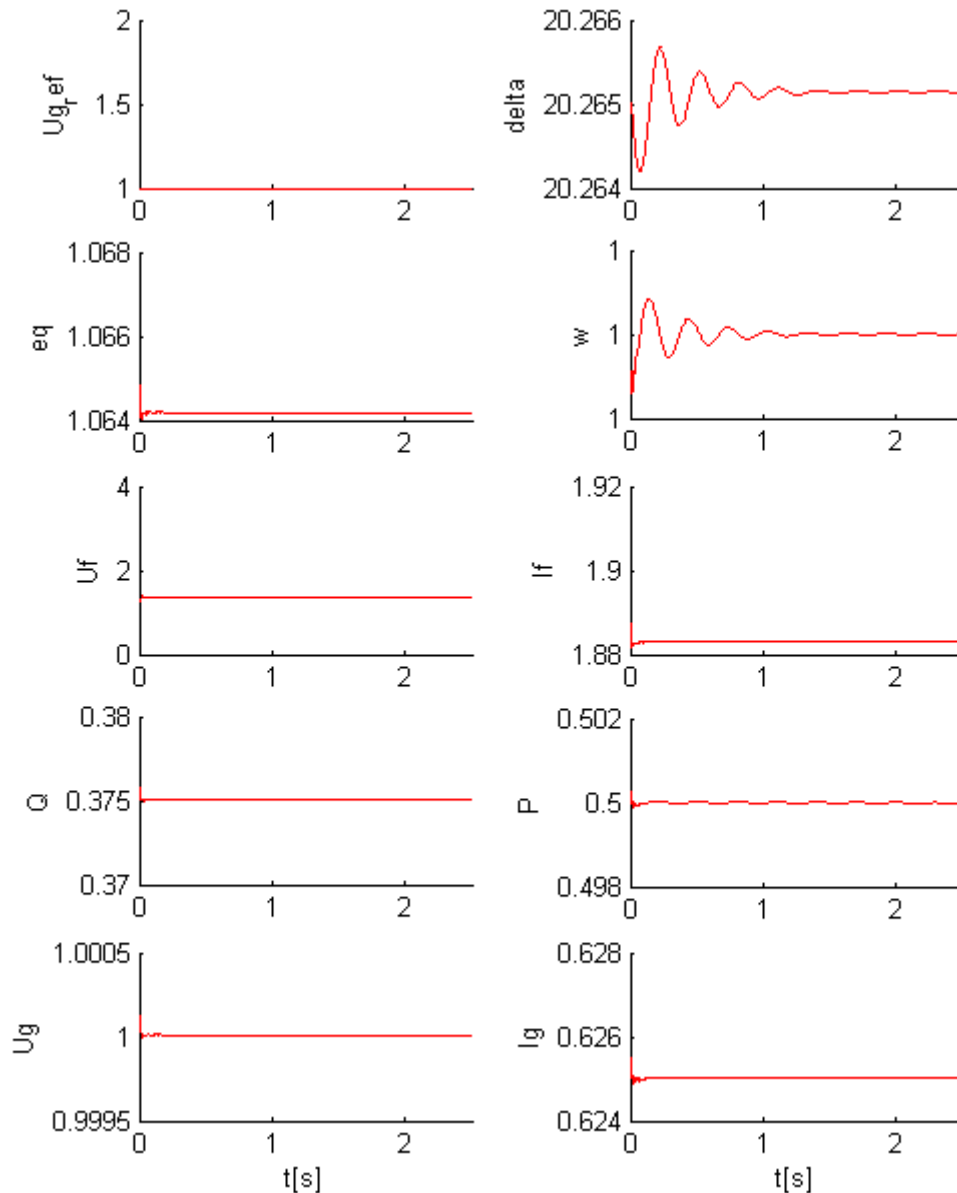 2
1.5
1
Ug_ref
0 1 2
20.266
20.265
20.264
delta
0 1 2
1.068
1.066
1.064
eq
0 1 2
1
1
1
w
0 1 2
4
2
0
Uf
0 1 2
1.92
1.9
1.88
If
0 1 2
0.38
0.375
0.37
Q
0 1 2
0.502
0.5
0.498
P
0 1 2
1.0005
1
0.9995
Ug
0 1 2
t[s]
0.628
0.626
0.624
Ig
0 1 2
t[s]